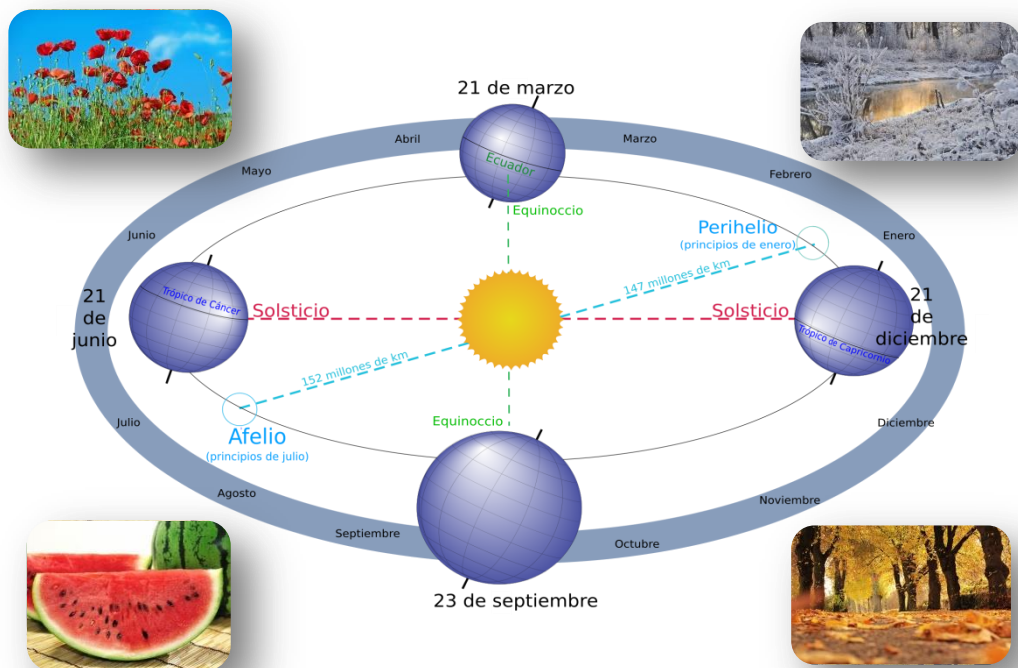 21 de marzo
Abril
Marzo
Ecuador
Mayo
Febrero
Equinoccio
Perihelio
(principios de enero)
Junio
Enero
147 millones de km
21
de
junio
Trópico de Cáncer
Solsticio
Solsticio
21
de
diciembre
Trópico de Capricornio
152 millones de km
Equinoccio
Julio
Afelio
(principios de julio)
Diciembre
Agosto
Noviembre
Septiembre
Octubre
23 de septiembre